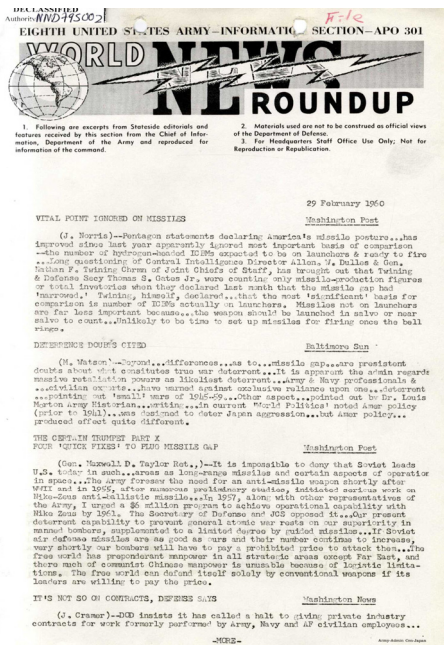 DECLASSIFIED
Authority NND795002
F-1a
EIGHTH UNITED STATES ARMY—INFORMATION SECTION—APO 301
WORLD
NEWS
ROUNDUP
1. Following are excerpts from Stateside editorials and
features received by this section from the Chief of Infor-
mation, Department of the Army and reproduced for
information of the command.
2. Materials used are not to be construed as official views
of the Department of Defense.
3. For Headquarters Staff Office Use Only; Not for
Reproduction or Republication.
29 February 1960
VITAL POINT IGNORED ON MISSILES Washington Post
(J. Norris)--Pentagon statements declaring America's missile posture...has
improved since last year apparently ignored most important basis of comparison
--the number of hydrogen-headed ICBMs expected to be on launchers & ready to fire
...Long questioning of Central Intelligence Director Allen. W. Dulles & Gen.
Nathan F. Twining Chrmn of Joint Chiefs of Staff, has brought out that Twining
& Defense Secy Thomas S. Gates Jr. were counting only missile-production figures
or total inventories when they declared last month that the missile gap had
'narrowed.' Twining, himself, declared...that the most 'significant' basis for
comparison is number of ICBMs actually on launchers. Missiles not on launchers
are far less important because...the weapon should be launched in salvo or near
salvo to count...Unlikely to be time to set up missiles for firing once the bell
rings.
DETERRENCE DOUBTS CITED Baltimore Sun
(M. Watson)--Beyond...differences...as to...missile gap...are presistent
doubts about what constitutes true war deterrent...It is apparent the admin regards
massive retaliation powers as likeliest deterrent...Army & Navy professionals &
...civilian experts...have warned against exclusive reliance upon one...deterrent
...pointing out 'small' wars of 1945-59...Other aspect...pointed out by Dr. Louis
Morton Army Historian...writing...in current 'World Politics' noted Amer policy
(prior to 1941)...was designed to deter Japan aggression...but Amer policy...
produced effect quite different.
THE CERTAIN TRUMPET PART X
FOUR 'QUICK FIXES' TO PLUG MISSILE GAP Washington Post
(Gen. Maxwell D. Taylor Ret.,)--It is impossible to deny that Soviet leads
U.S. today in such...areas as long-range missiles and certain aspects of operation
in space...The Army foresaw the need for an anti-missile weapon shortly after
WWII and in 1955, after numerous preliminary studies, initiated serious work on
Nike-Zeus anti-ballistic missile...In 1957, along with other representatives of
the Army, I urged a $6 million program to achieve operational capability with
Nike Zeus by 1961. The Secretary of Defense and JCS opposed it...Our present
deterrent capability to prevent general atomic war rests on our superiority in
manned bombers, supplemented to a limited degree by guided missiles...If Soviet
air defense missiles are as good as ours and their number continue to increase,
very shortly our bombers will have to pay a prohibited price to attack them...The
free world has preponderant manpower in all strategic areas except Far East, and
there much of communist Chinese manpower is unusable because of logistic limita-
tions. The free world can defend itself solely by conventional weapons if its
leaders are willing to pay the price.
IT'S NOT SO ON CONTRACTS, DEFENSE SAYS Washington News
(J. Cramer)--DOD insists it has called a halt to giving private industry
contracts for work formerly performed by Army, Navy and AF civilian employees...
-MORE-